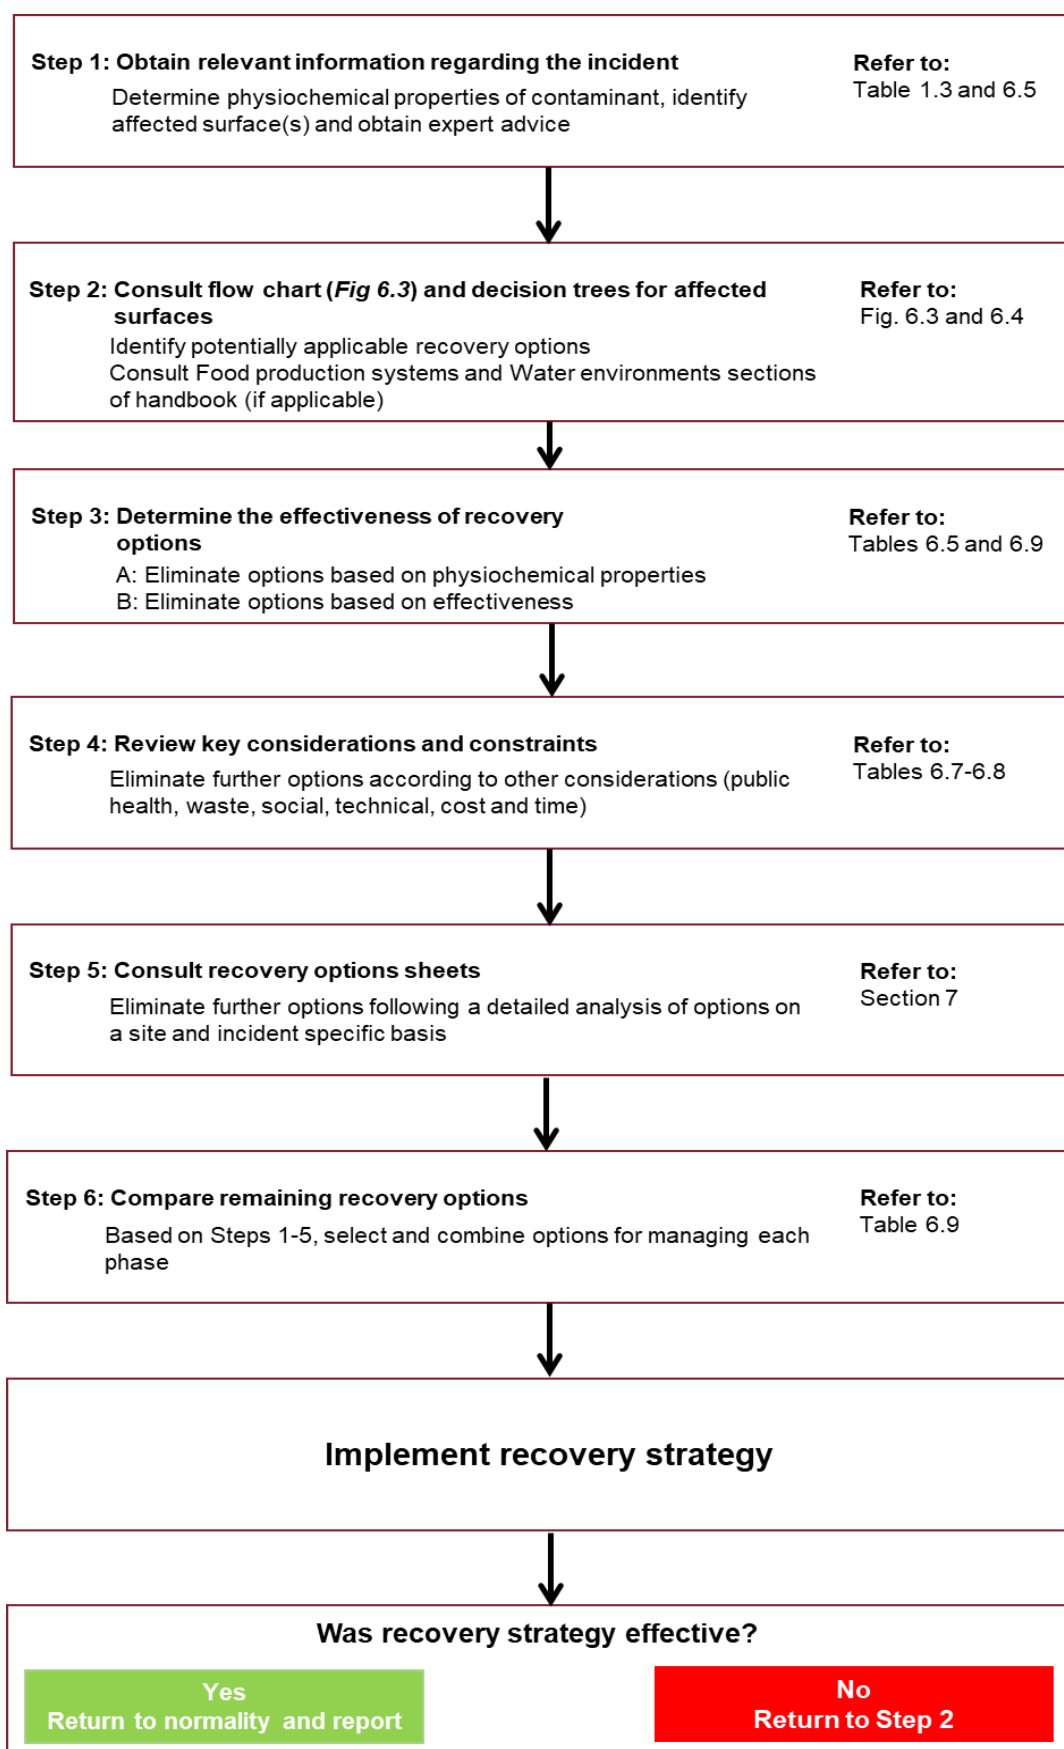 Step 1: Obtain relevant information regarding the incident
Determine physiochemical properties of contaminant, identify
affected surface(s) and obtain expert advice
Refer to:
Table 1.3 and 6.5
Step 2: Consult flow chart (Fig 6.3) and decision trees for affected
surfaces
Identify potentially applicable recovery options
Consult Food production systems and Water environments sections
of handbook (if applicable)
Refer to:
Fig. 6.3 and 6.4
Step 3: Determine the effectiveness of recovery
options
A: Eliminate options based on physiochemical properties
B: Eliminate options based on effectiveness
Refer to:
Tables 6.5 and 6.9
Step 4: Review key considerations and constraints
Eliminate further options according to other considerations (public
health, waste, social, technical, cost and time)
Refer to:
Tables 6.7-6.8
Step 5: Consult recovery options sheets
Eliminate further options following a detailed analysis of options on
a site and incident specific basis
Refer to:
Section 7
Step 6: Compare remaining recovery options
Based on Steps 1-5, select and combine options for managing each
phase
Refer to:
Table 6.9
Implement recovery strategy
Was recovery strategy effective?
Yes
Return to normality and report
No
Return to Step 2